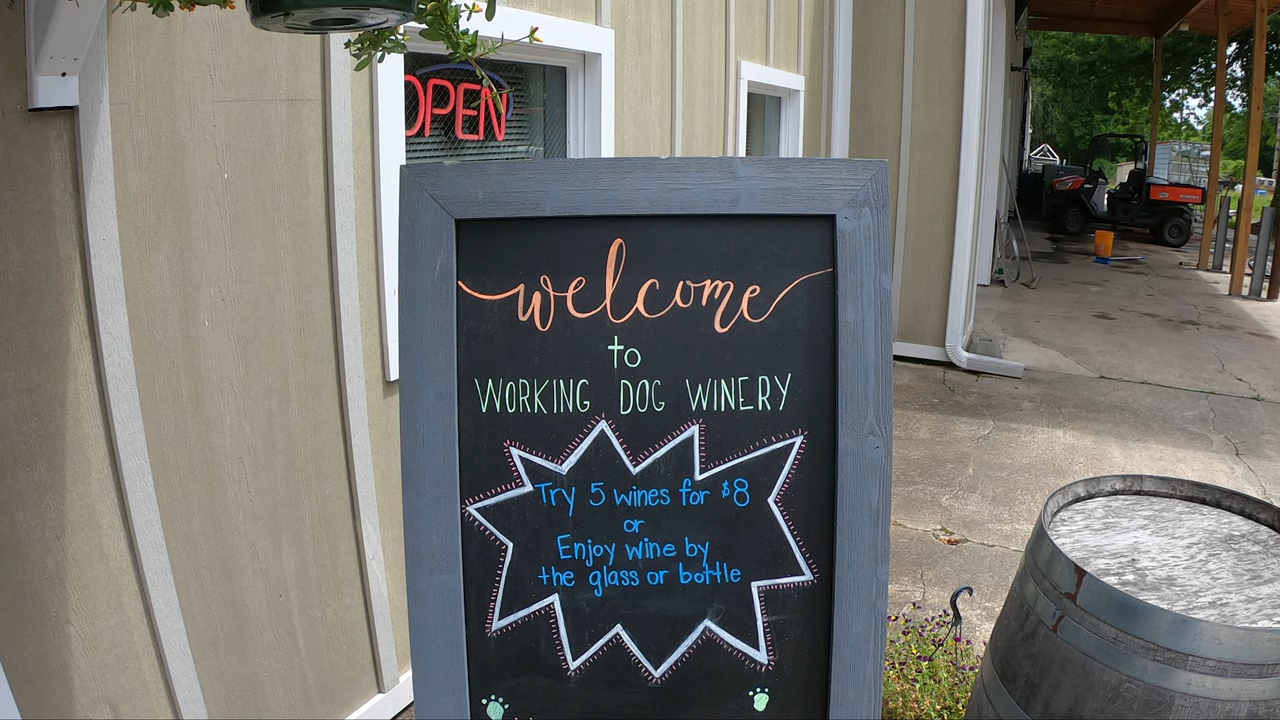 OPEN
welcome
to
WORKING DOG WINERY
Try 5 wines for $8
or
Enjoy wine by
the glass or bottle